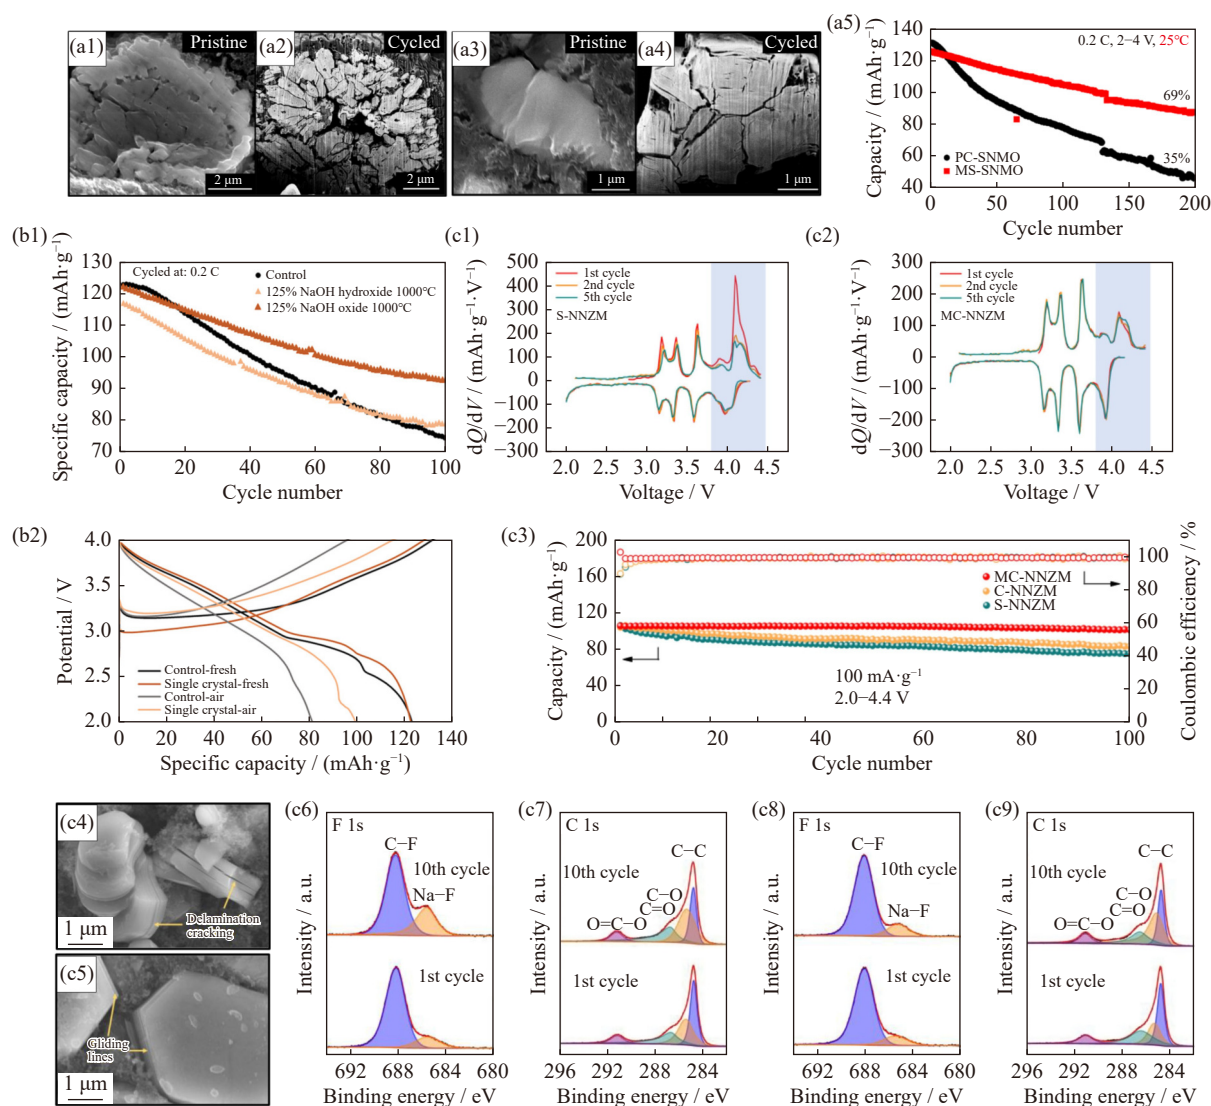 (a1) Pristine
2 μm
(a2) Cycled
2 μm
(a3) Pristine
1 μm
(a4) Cycled
1 μm
(a5)
Capacity / (mAh·g⁻¹)
140
120
100
80
60
40
0.2 C, 2−4 V, 25℃
69%
35%
PC-SNMO
MS-SNMO
0 50 100 150 200
Cycle number
(b1)
Specific capacity / (mAh·g⁻¹)
130
120
110
100
90
80
70
Cycled at: 0.2 C
Control
125% NaOH hydroxide 1000℃
125% NaOH oxide 1000℃
0 20 40 60 80 100
Cycle number
(c1)
dQ/dV / (mAh·g⁻¹·V⁻¹)
500
400
300
200
100
0
−100
−200
−300
1st cycle
2nd cycle
5th cycle
S-NNZM
2.0 2.5 3.0 3.5 4.0 4.5
Voltage / V
(c2)
dQ/dV / (mAh·g⁻¹·V⁻¹)
300
200
100
0
−100
−200
−300
1st cycle
2nd cycle
5th cycle
MC-NNZM
2.0 2.5 3.0 3.5 4.0 4.5
Voltage / V
(b2)
Potential / V
4.0
3.5
3.0
2.5
2.0
Control-fresh
Single crystal-fresh
Control-air
Single crystal-air
0 20 40 60 80 100 120 140
Specific capacity / (mAh·g⁻¹)
(c3)
Capacity / (mAh·g⁻¹)
200
160
120
100
80
40
0
MC-NNZM
C-NNZM
S-NNZM
100 mA·g⁻¹
2.0−4.4 V
100
80
60
40
20
0
Coulombic efficiency / %
0 20 40 60 80 100
Cycle number
(c4)
Delamination
cracking
1 μm
(c5)
Gliding
lines
1 μm
(c6)
F 1s
C−F
10th cycle
Na−F
1st cycle
Intensity / a.u.
692 688 684 680
Binding energy / eV
(c7)
C 1s
C−C
10th cycle
C−O
C=O
O=C−O
1st cycle
Intensity / a.u.
296 292 288 284
Binding energy / eV
(c8)
F 1s
C−F
10th cycle
Na−F
1st cycle
Intensity / a.u.
692 688 684 680
Binding energy / eV
(c9)
C 1s
C−C
10th cycle
C−O
C=O
O=C−O
1st cycle
Intensity / a.u.
296 292 288 284
Binding energy / eV